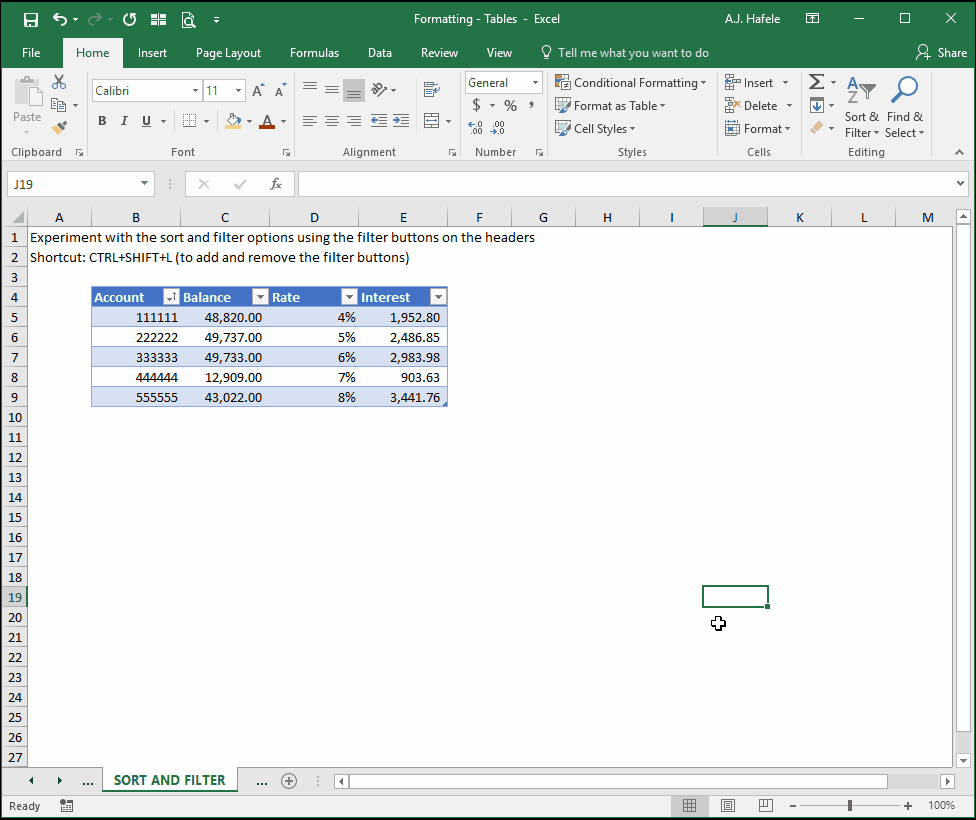 Formatting - Tables - Excel
A.J. Hafele
File Home Insert Page Layout Formulas Data Review View Tell me what you want to do Share
Paste
Calibri 11
B I U
General
$ % ,
Conditional Formatting
Format as Table
Cell Styles
Insert
Delete
Format
Sort & Filter
Find & Select
Clipboard Font Alignment Number Styles Cells Editing
J19
fx
A B C D E F G H I J K L M
1 Experiment with the sort and filter options using the filter buttons on the headers
2 Shortcut: CTRL+SHIFT+L (to add and remove the filter buttons)
3
4 Account Balance Rate Interest
5 111111 48,820.00 4% 1,952.80
6 222222 49,737.00 5% 2,486.85
7 333333 49,733.00 6% 2,983.98
8 444444 12,909.00 7% 903.63
9 555555 43,022.00 8% 3,441.76
10
11
12
13
14
15
16
17
18
19
20
21
22
23
24
25
26
27
... SORT AND FILTER ...
Ready
100%